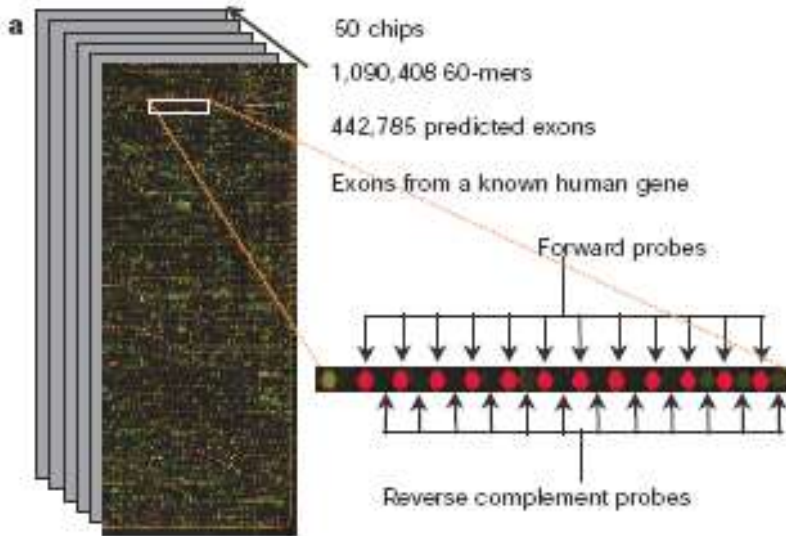 a
50 chips
1,090,408 60-mers
442,785 predicted exons
Exons from a known human gene
Forward probes
Reverse complement probes